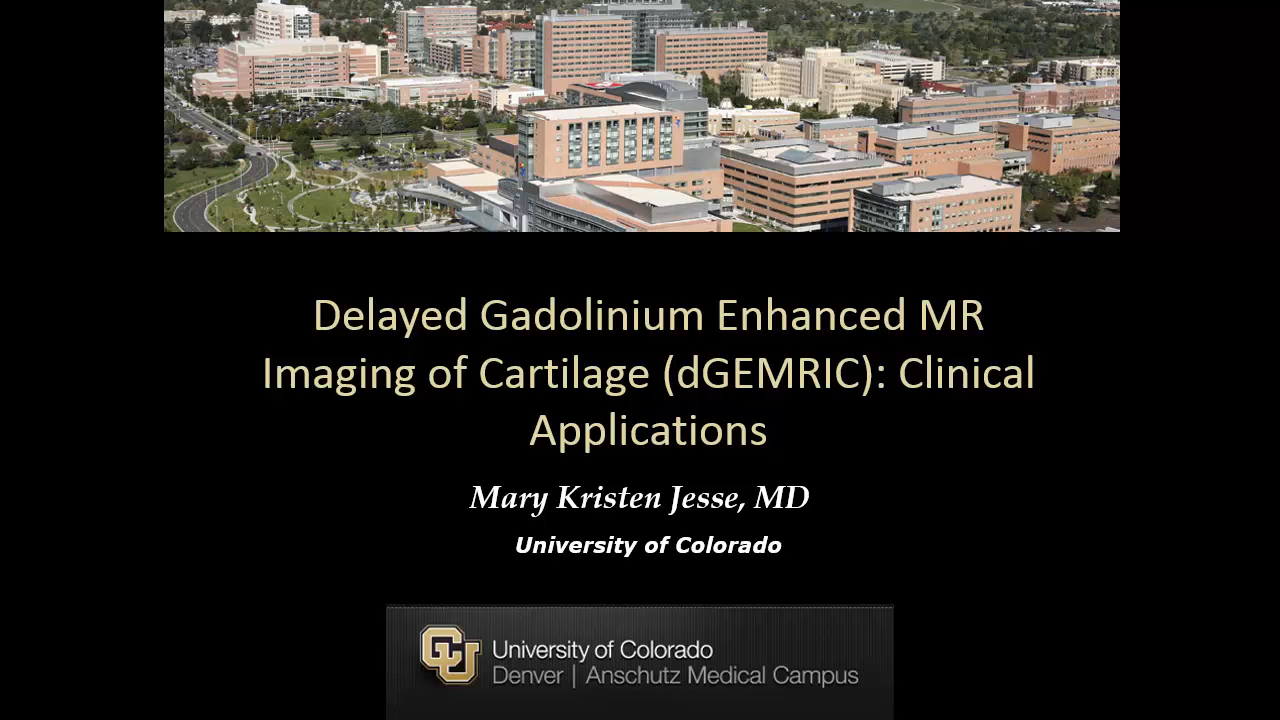 Delayed Gadolinium Enhanced MR
Imaging of Cartilage (dGEMRIC): Clinical
Applications
Mary Kristen Jesse, MD
University of Colorado
University of Colorado
Denver | Anschutz Medical Campus